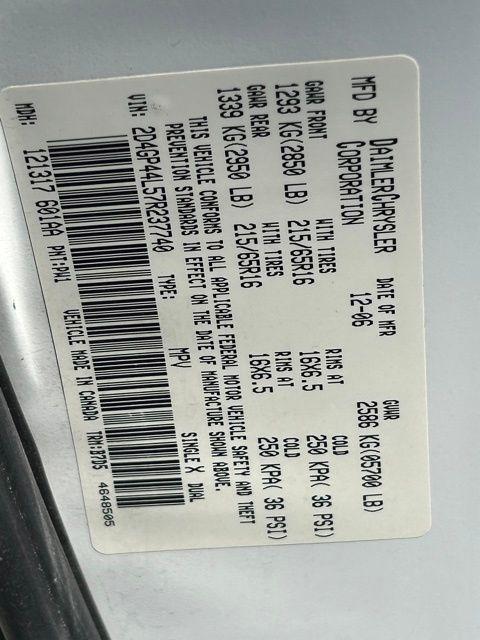 MFD BY DAIMLERCHRYSLER CORPORATION DATE OF MFR 12-06 GVWR 2586 KG(05700 LB)
GAWR FRONT WITH TIRES RIMS AT COLD
1293 KG(2850 LB) 215/65R16 16X6.5 250 KPA( 36 PSI)
GAWR REAR WITH TIRES RIMS AT COLD
1339 KG(2950 LB) 215/65R16 16X6.5 250 KPA( 36 PSI)
THIS VEHICLE CONFORMS TO ALL APPLICABLE FEDERAL MOTOR VEHICLE SAFETY AND THEFT
PREVENTION STANDARDS IN EFFECT ON THE DATE OF MANUFACTURE SHOWN ABOVE.
VIN: 2D4GP44L57R237740 TYPE: MPV SINGLE X DUAL
MDH: 121317 601AA PNT:PW1 VEHICLE MADE IN CANADA TRM:B7D5 4648505